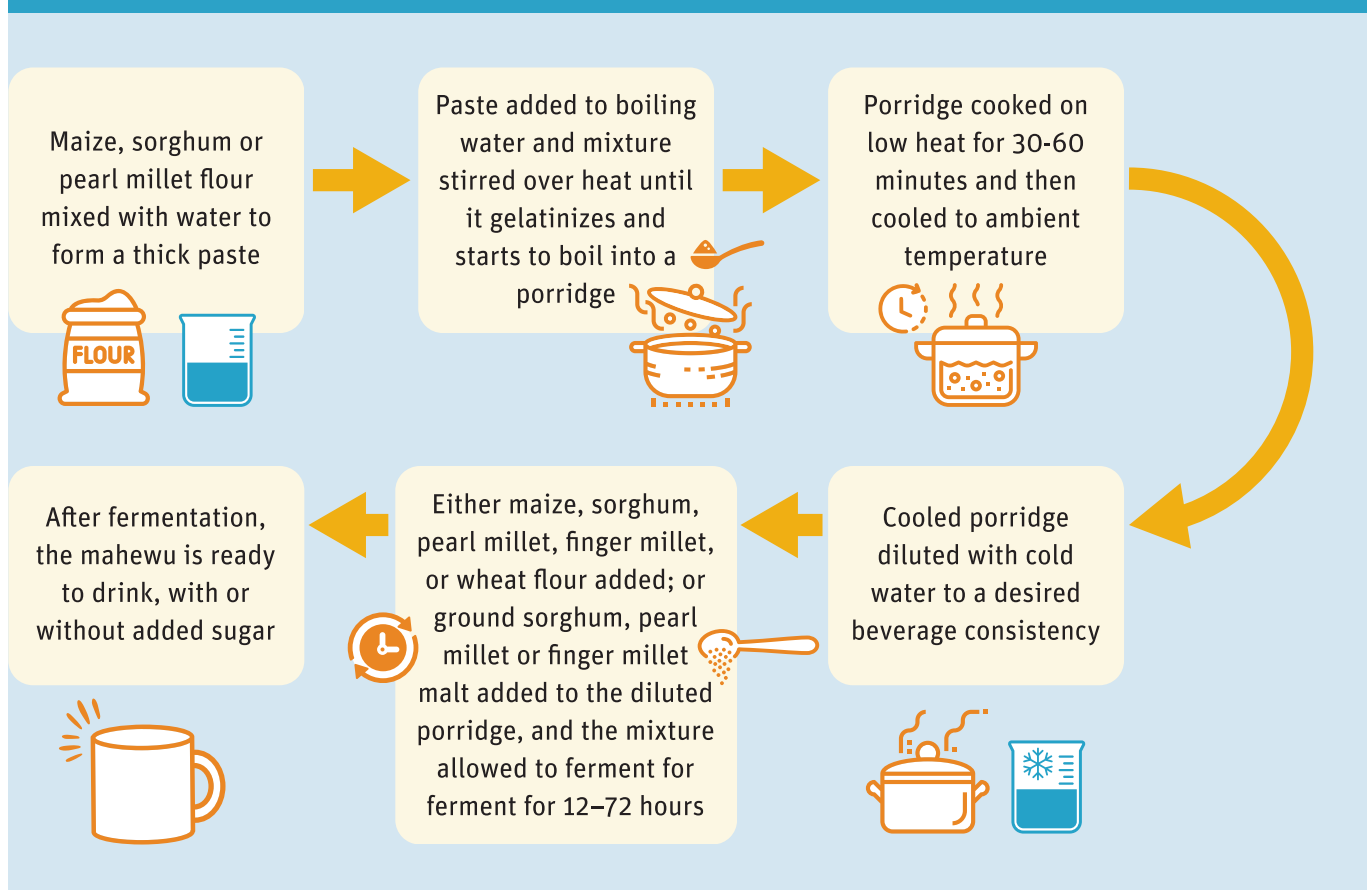 Maize, sorghum or
pearl millet flour
mixed with water to
form a thick paste
FLOUR
Paste added to boiling
water and mixture
stirred over heat until
it gelatinizes and
starts to boil into a
porridge
Porridge cooked on
low heat for 30-60
minutes and then
cooled to ambient
temperature
Cooled porridge
diluted with cold
water to a desired
beverage consistency
Either maize, sorghum,
pearl millet, finger millet,
or wheat flour added; or
ground sorghum, pearl
millet or finger millet
malt added to the diluted
porridge, and the mixture
allowed to ferment for
ferment for 12–72 hours
After fermentation,
the mahewu is ready
to drink, with or
without added sugar